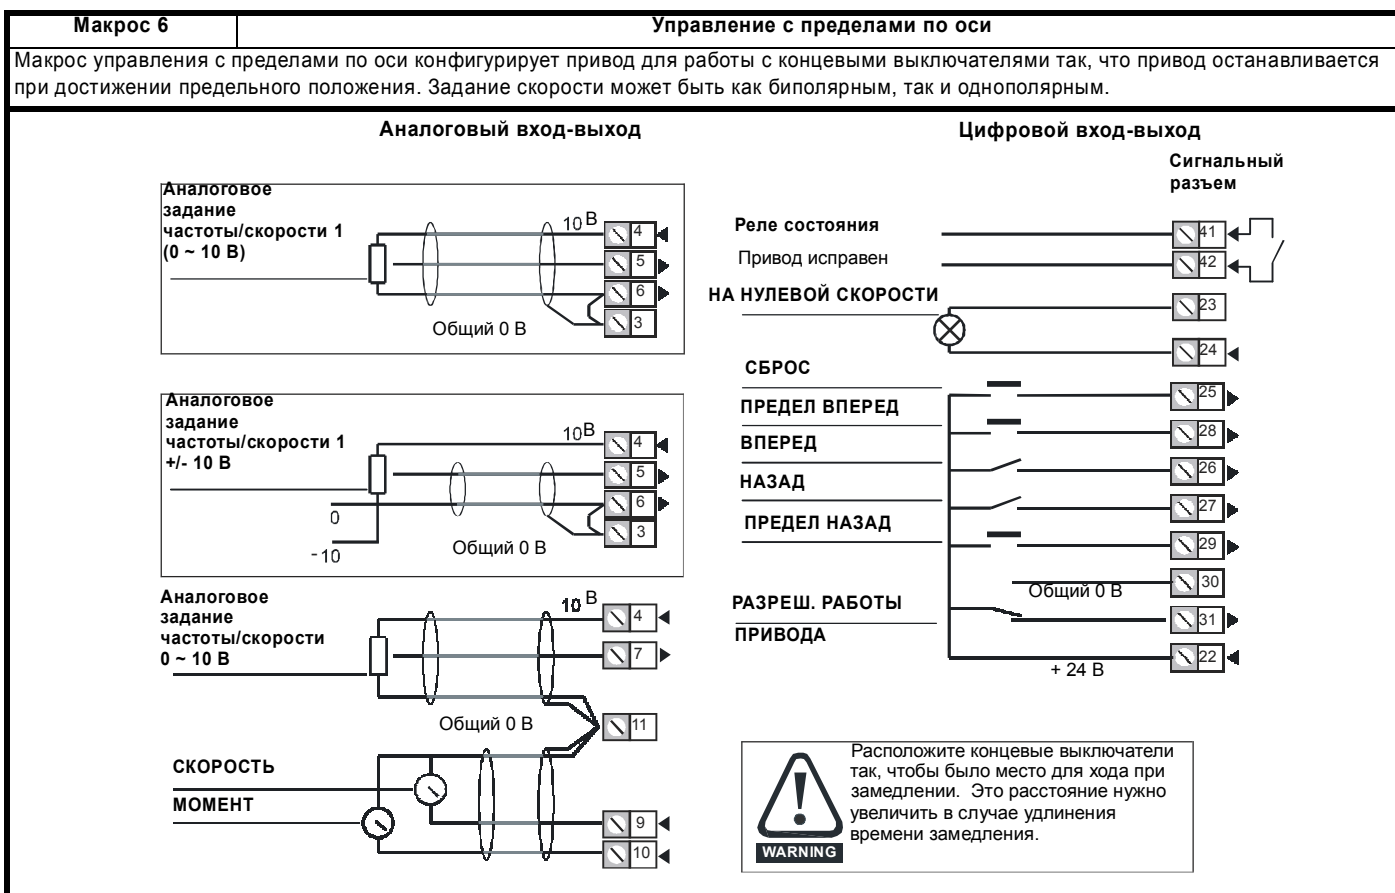 Макрос 6
Управление с пределами по оси
Макрос управления с пределами по оси конфигурирует привод для работы с концевыми выключателями так, что привод останавливается
при достижении предельного положения. Задание скорости может быть как биполярным, так и однополярным.
Аналоговый вход-выход
Аналоговое
задание
частоты/скорости 1
(0 ~ 10 В)
10 В
4
5
6
3
Общий 0 В
Аналоговое
задание
частоты/скорости 1
+/- 10 В
10В
4
5
6
3
0
-10
Общий 0 В
Аналоговое
задание
частоты/скорости
0 ~ 10 В
10 В
4
7
11
Общий 0 В
СКОРОСТЬ
МОМЕНТ
9
10
Цифровой вход-выход
Сигнальный
разъем
Реле состояния
41
Привод исправен
42
НА НУЛЕВОЙ СКОРОСТИ
23
24
СБРОС
25
ПРЕДЕЛ ВПЕРЕД
28
ВПЕРЕД
26
НАЗАД
27
ПРЕДЕЛ НАЗАД
29
30
Общий 0 В
РАЗРЕШ. РАБОТЫ
31
ПРИВОДА
22
+ 24 В
Расположите концевые выключатели
так, чтобы было место для хода при
замедлении. Это расстояние нужно
увеличить в случае удлинения
времени замедления.
WARNING